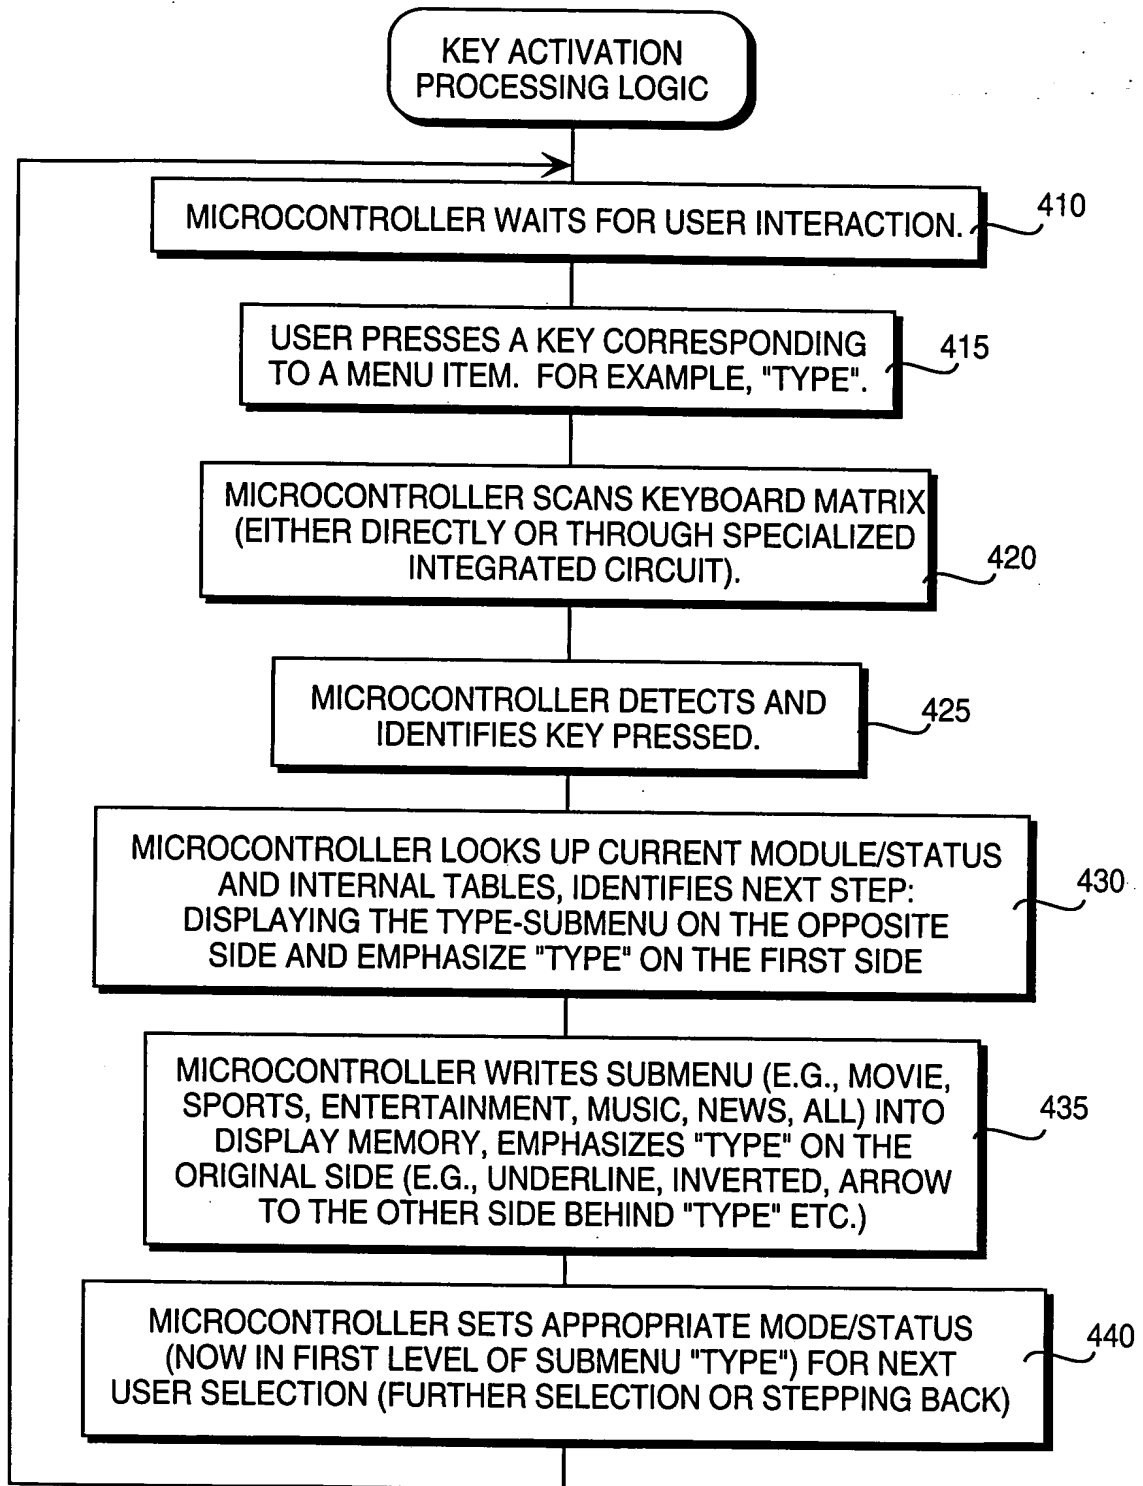 KEY ACTIVATION
PROCESSING LOGIC
MICROCONTROLLER WAITS FOR USER INTERACTION.
410
USER PRESSES A KEY CORRESPONDING
TO A MENU ITEM. FOR EXAMPLE, "TYPE".
415
MICROCONTROLLER SCANS KEYBOARD MATRIX
(EITHER DIRECTLY OR THROUGH SPECIALIZED
INTEGRATED CIRCUIT).
420
MICROCONTROLLER DETECTS AND
IDENTIFIES KEY PRESSED.
425
MICROCONTROLLER LOOKS UP CURRENT MODULE/STATUS
AND INTERNAL TABLES, IDENTIFIES NEXT STEP:
DISPLAYING THE TYPE-SUBMENU ON THE OPPOSITE
SIDE AND EMPHASIZE "TYPE" ON THE FIRST SIDE
430
MICROCONTROLLER WRITES SUBMENU (E.G., MOVIE,
SPORTS, ENTERTAINMENT, MUSIC, NEWS, ALL) INTO
DISPLAY MEMORY, EMPHASIZES "TYPE" ON THE
ORIGINAL SIDE (E.G., UNDERLINE, INVERTED, ARROW
TO THE OTHER SIDE BEHIND "TYPE" ETC.)
435
MICROCONTROLLER SETS APPROPRIATE MODE/STATUS
(NOW IN FIRST LEVEL OF SUBMENU "TYPE") FOR NEXT
USER SELECTION (FURTHER SELECTION OR STEPPING BACK)
440